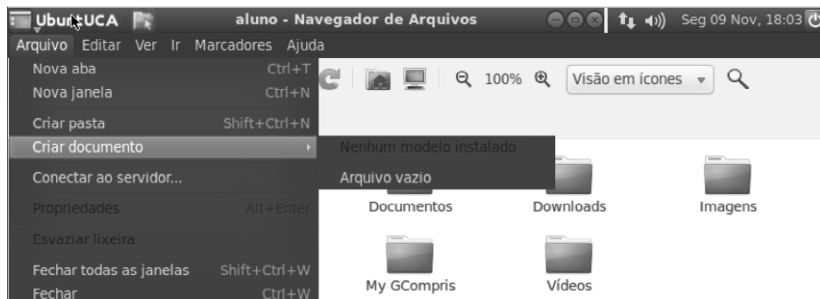 UbuntUCA aluno - Navegador de Arquivos Seg 09 Nov, 18:03
Arquivo Editar Ver Ir Marcadores Ajuda
Nova aba Ctrl+T
Nova janela Ctrl+N
100% Visão em ícones
Criar pasta Shift+Ctrl+N
Criar documento
Nenhum modelo instalado
Conectar ao servidor...
Arquivo vazio
Propriedades Alt+Enter
Documentos Downloads Imagens
Esvaziar lixeira
Fechar todas as janelas Shift+Ctrl+W
Fechar Ctrl+W
My GCompris Vídeos